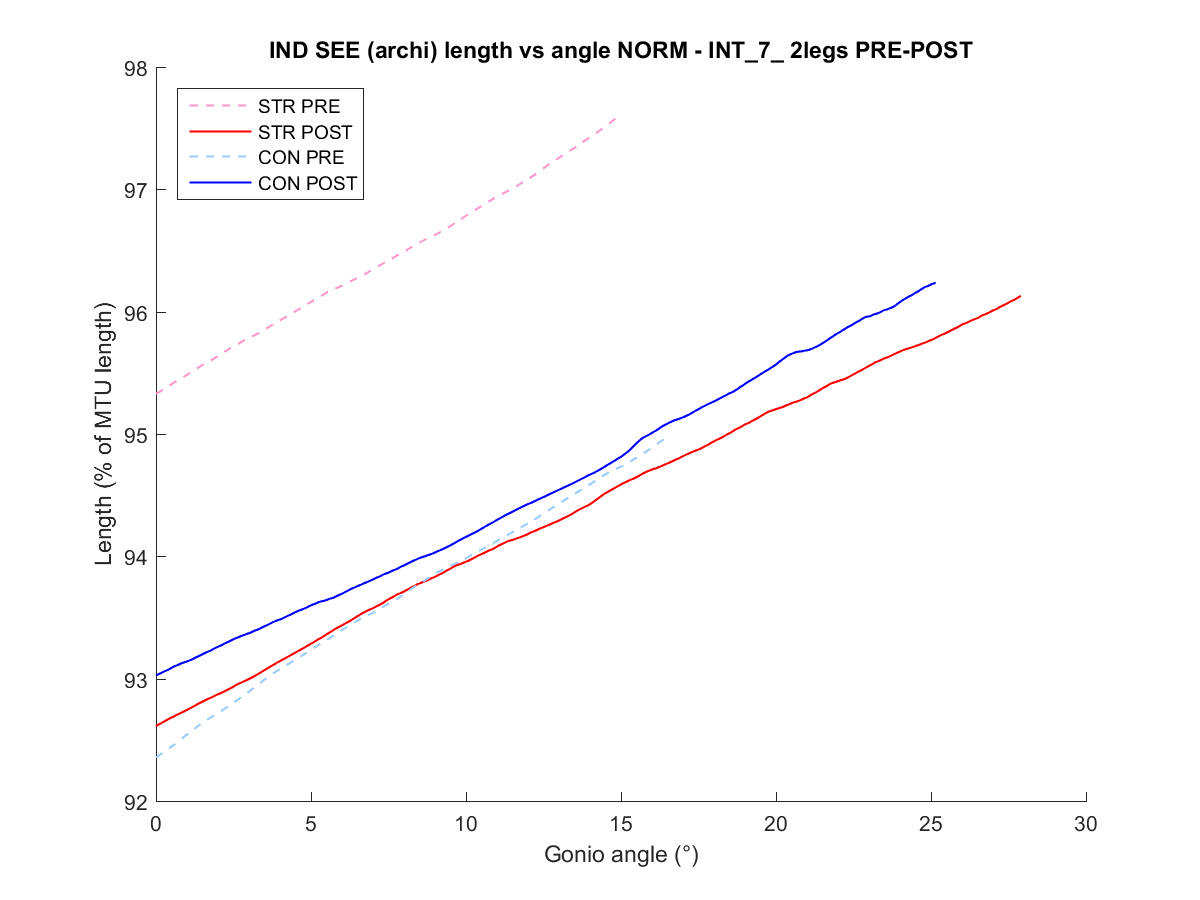 IND SEE (archi) length vs angle NORM - INT_7_ 2legs PRE-POST
98
97
96
95
94
93
92
Length (% of MTU length)
STR PRE
STR POST
CON PRE
CON POST
0 5 10 15 20 25 30
Gonio angle (°)